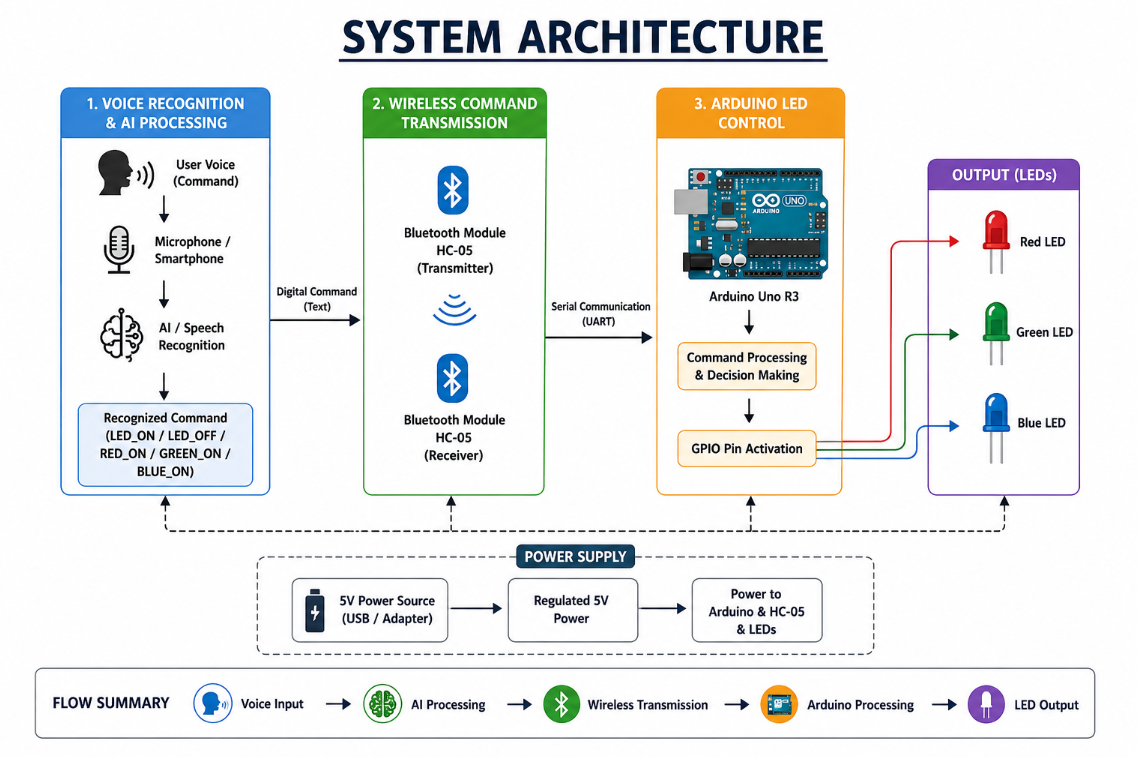 SYSTEM ARCHITECTURE
1. VOICE RECOGNITION
& AI PROCESSING
User Voice
(Command)
Microphone /
Smartphone
AI / Speech
Recognition
Recognized Command
(LED_ON / LED_OFF /
RED_ON / GREEN_ON /
BLUE_ON)
Digital Command
(Text)
2. WIRELESS COMMAND
TRANSMISSION
Bluetooth Module
HC-05
(Transmitter)
Bluetooth Module
HC-05
(Receiver)
Serial Communication
(UART)
3. ARDUINO LED
CONTROL
UNO
ARDUINO
Arduino Uno R3
Command Processing
& Decision Making
GPIO Pin Activation
OUTPUT (LEDs)
Red LED
Green LED
Blue LED
POWER SUPPLY
5V Power Source
(USB / Adapter)
Regulated 5V
Power
Power to
Arduino & HC-05
& LEDs
FLOW SUMMARY
Voice Input
AI Processing
Wireless Transmission
Arduino Processing
LED Output